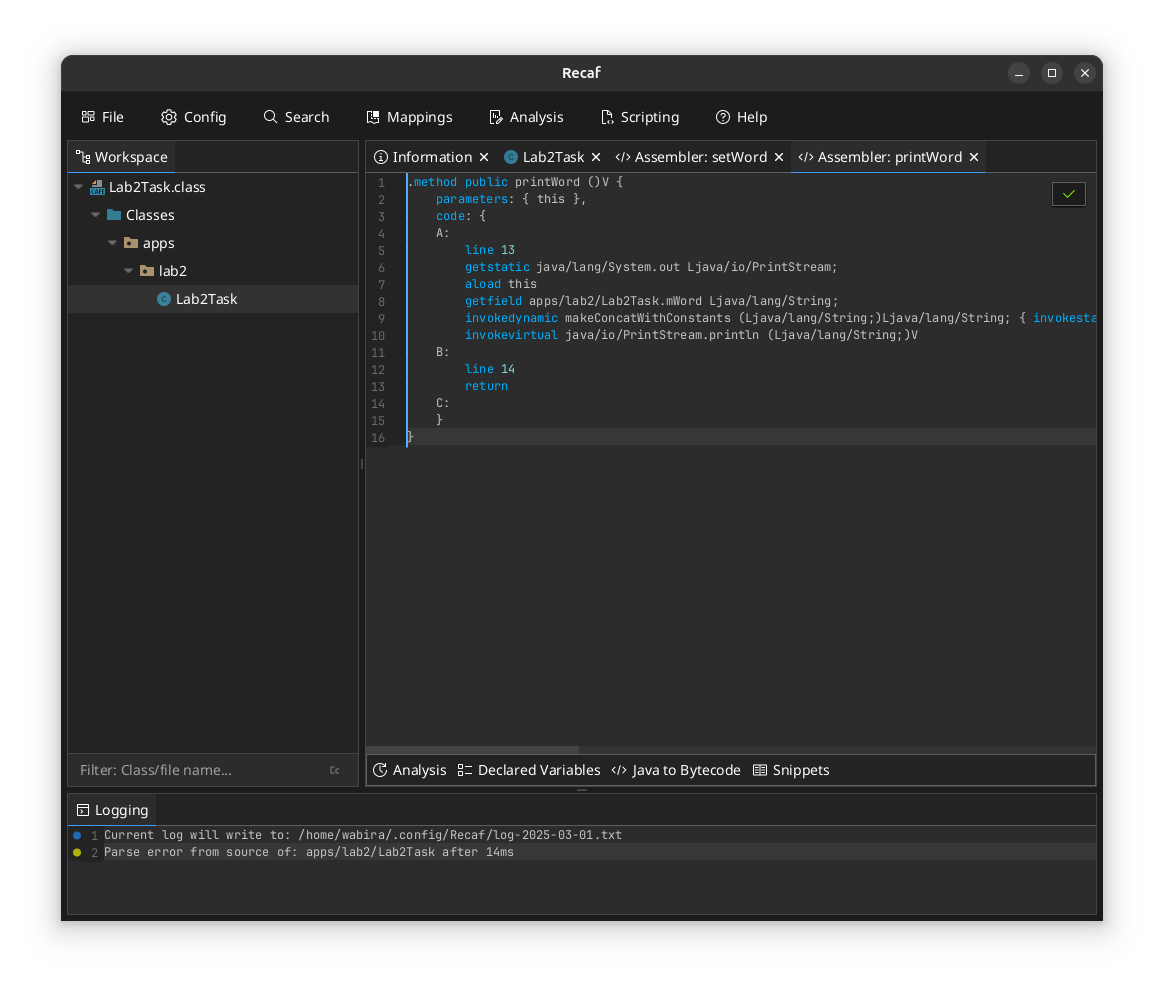 Recaf
File Config Search Mappings Analysis Scripting Help
Workspace
Lab2Task.class
Classes
apps
lab2
Lab2Task
Filter: Class/file name... Cc
Information Lab2Task </> Assembler: setWord </> Assembler: printWord
1 .method public printWord ()V {
2 parameters: { this },
3 code: {
4 A:
5 line 13
6 getstatic java/lang/System.out Ljava/io/PrintStream;
7 aload this
8 getfield apps/lab2/Lab2Task.mWord Ljava/lang/String;
9 invokedynamic makeConcatWithConstants (Ljava/lang/String;)Ljava/lang/String; { invokesta
10 invokevirtual java/io/PrintStream.println (Ljava/lang/String;)V
11 B:
12 line 14
13 return
14 C:
15 }
16 }
Analysis Declared Variables </> Java to Bytecode Snippets
Logging
1 Current log will write to: /home/wabira/.config/Recaf/log-2025-03-01.txt
2 Parse error from source of: apps/lab2/Lab2Task after 14ms